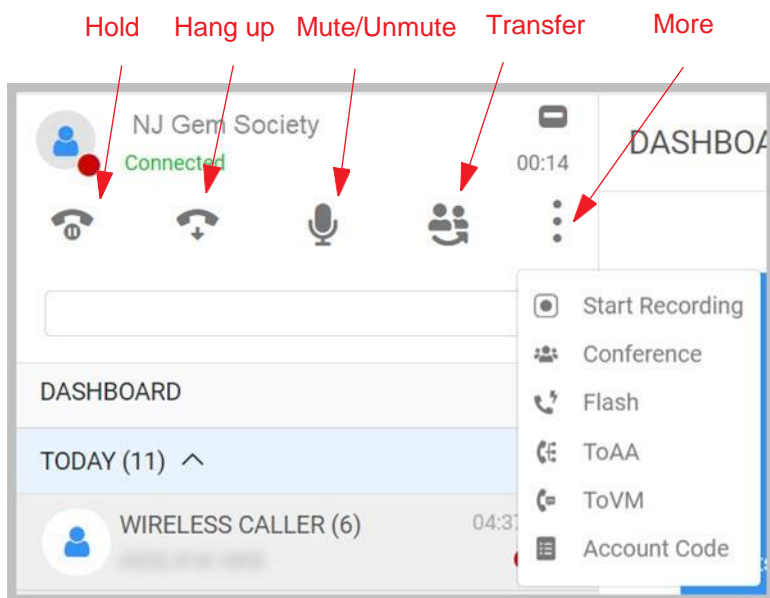 Hold Hang up Mute/Unmute Transfer More
NJ Gem Society
Connected
00:14
DASHBOA
Start Recording
Conference
DASHBOARD
Flash
TODAY (11)
ToAA
ToVM
WIRELESS CALLER (6) 04:37
Account Code